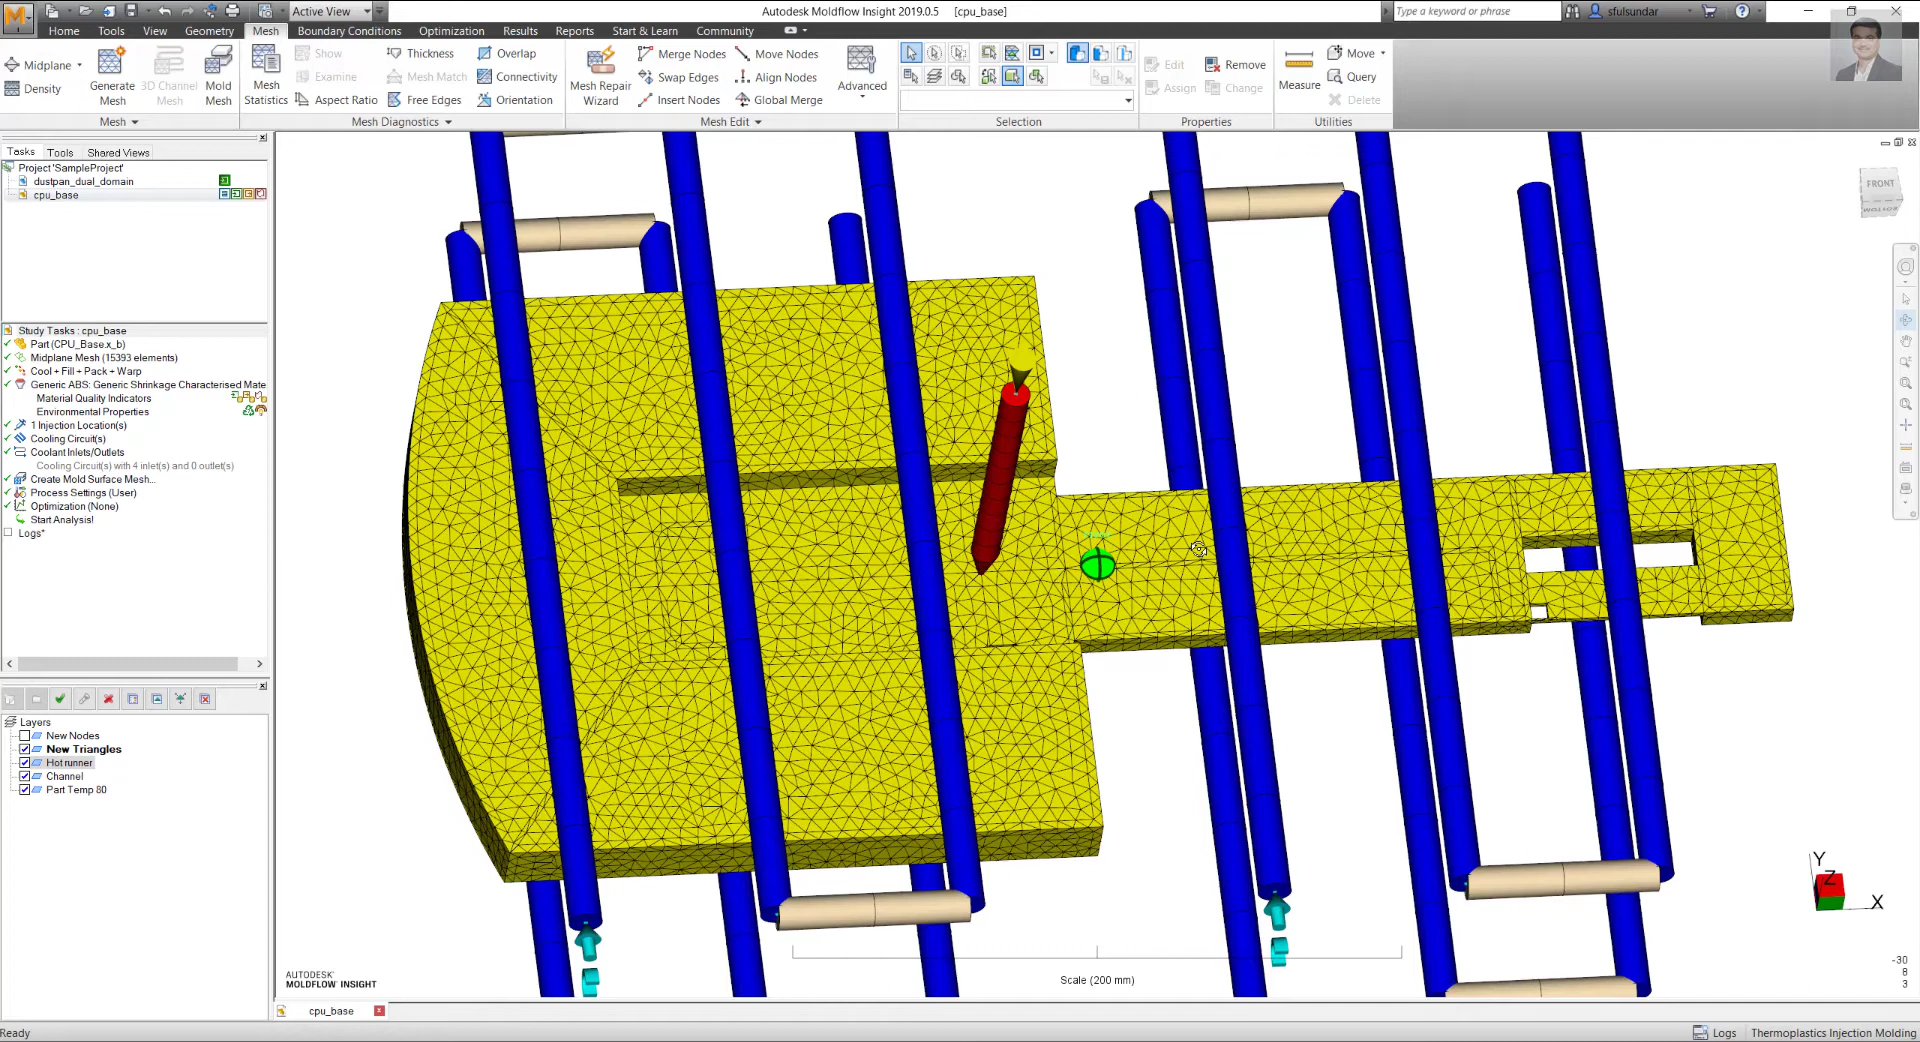 Active View
Autodesk Moldflow Insight 2019.0.5 [cpu_base]
Type a keyword or phrase
sfulsundar
Home Tools View Geometry Mesh Boundary Conditions Optimization Results Reports Start & Learn Community
Midplane
Density
Generate Mesh
3D Channel Mesh
Mold Mesh
Mesh
Mesh Statistics
Show
Examine
Aspect Ratio
Thickness
Mesh Match
Free Edges
Overlap
Connectivity
Orientation
Mesh Diagnostics
Mesh Repair Wizard
Merge Nodes
Swap Edges
Insert Nodes
Move Nodes
Align Nodes
Global Merge
Advanced
Mesh Edit
Selection
Edit
Assign
Remove
Change
Properties
Measure
Move
Query
Delete
Utilities
Tasks Tools Shared Views
Project 'SampleProject'
dustpan_dual_domain
cpu_base
Study Tasks : cpu_base
Part (CPU_Base.x_b)
Midplane Mesh (15393 elements)
Cool + Fill + Pack + Warp
Generic ABS: Generic Shrinkage Characterised Mate
Material Quality Indicators
Environmental Properties
1 Injection Location(s)
Cooling Circuit(s)
Coolant Inlets/Outlets
Cooling Circuit(s) with 4 inlet(s) and 0 outlet(s)
Create Mold Surface Mesh...
Process Settings (User)
Optimization (None)
Start Analysis!
Logs*
Layers
New Nodes
New Triangles
Hot runner
Channel
Part Temp 80
FRONT
BOTTOM
Y
Z
X
-30
8
3
AUTODESK
MOLDFLOW INSIGHT
Scale (200 mm)
cpu_base
Ready
Logs
Thermoplastics Injection Molding